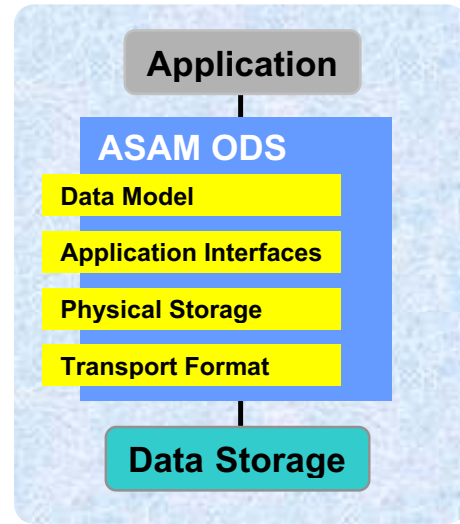 Application
ASAM ODS
Data Model
Application Interfaces
Physical Storage
Transport Format
Data Storage